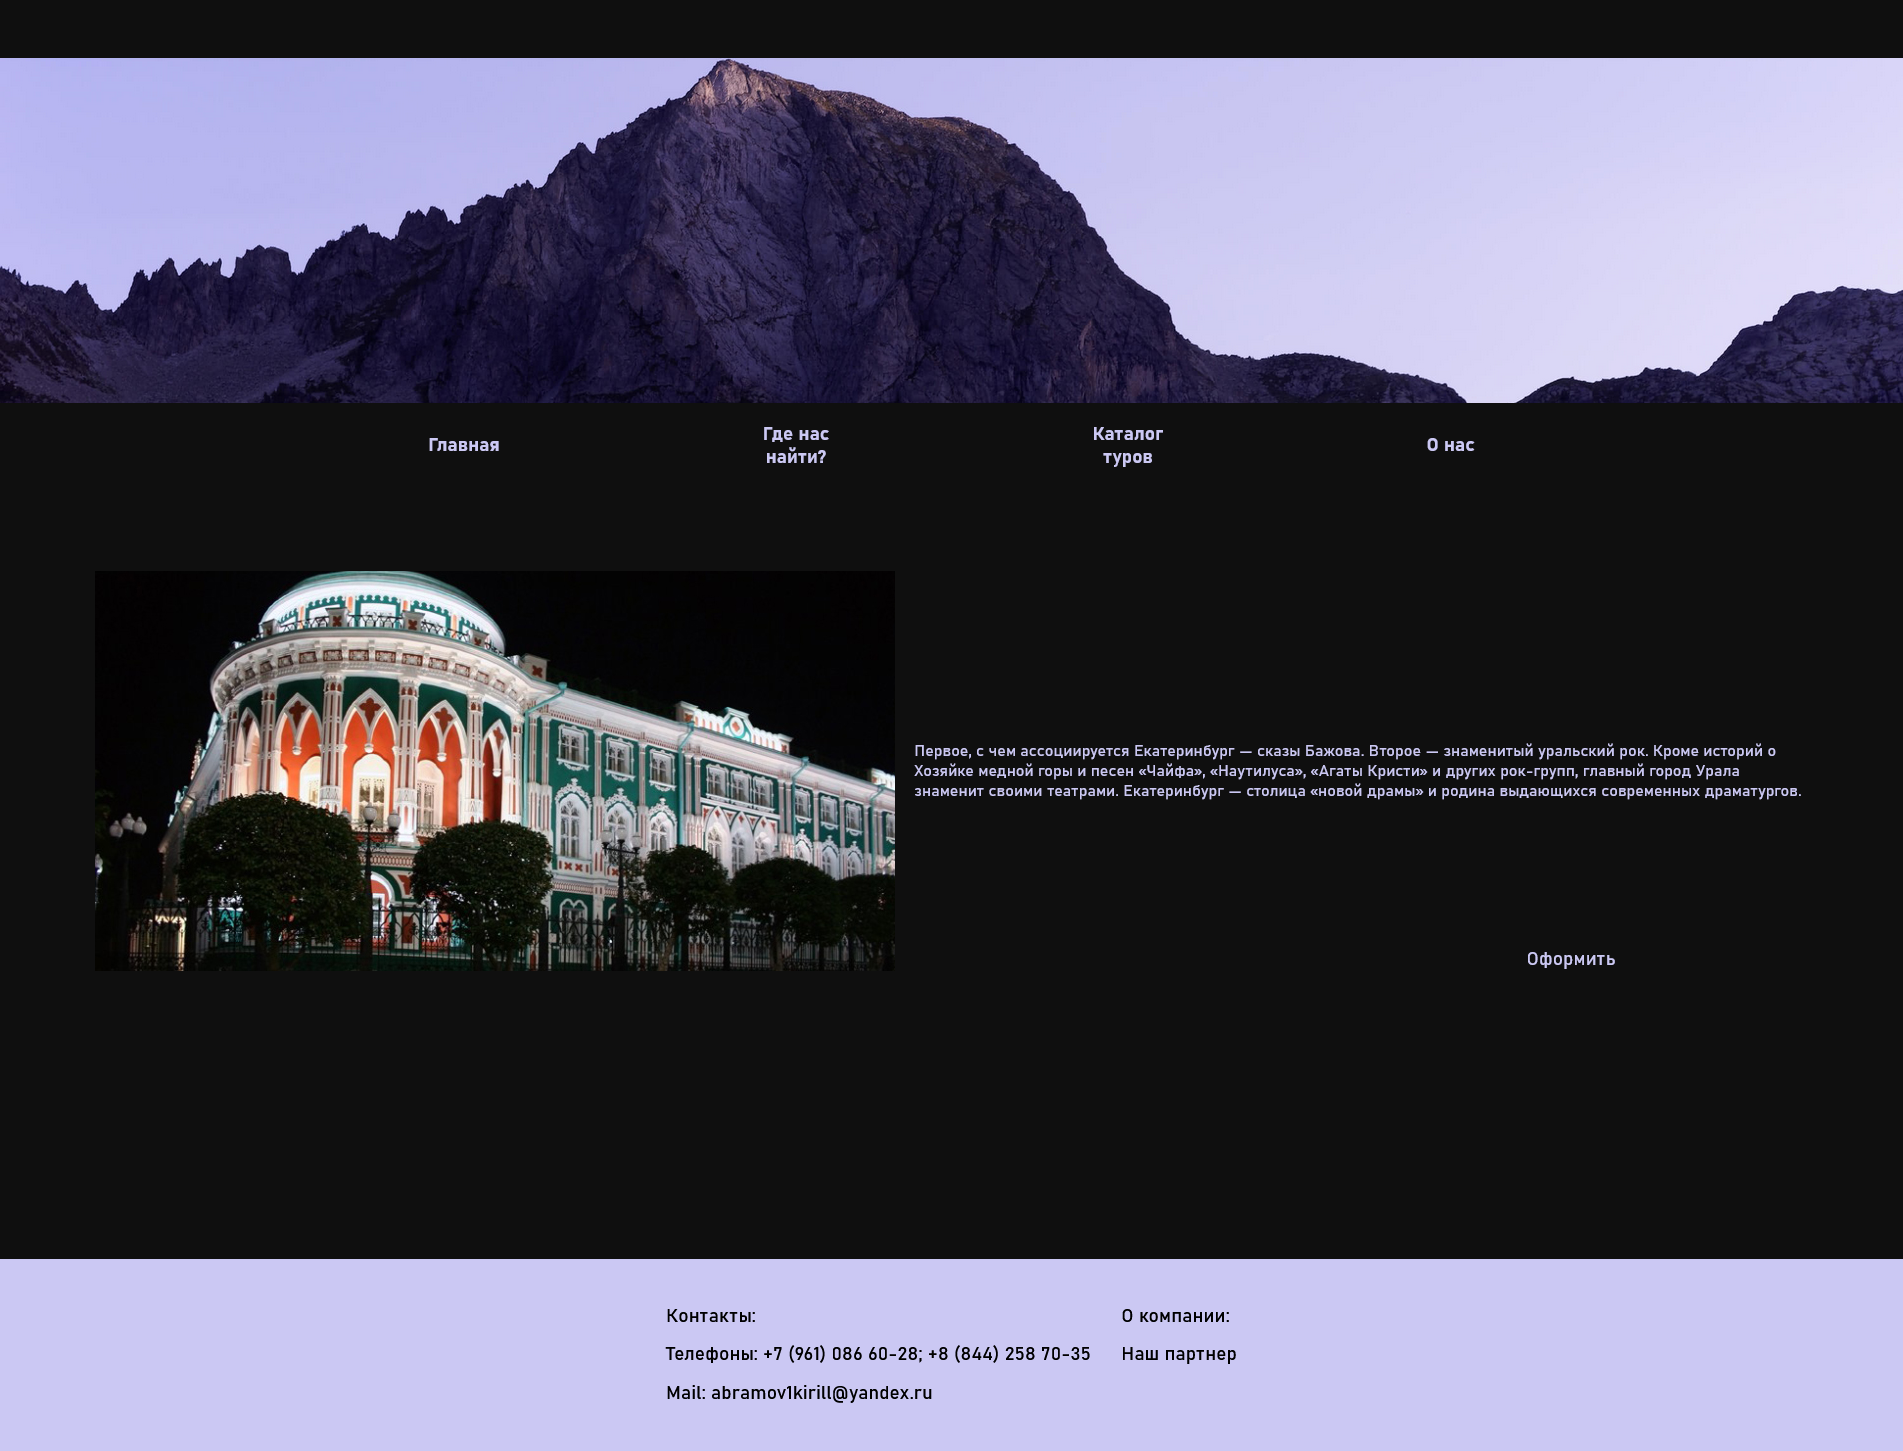 Главная
Где нас
найти?
Каталог
туров
О нас
Первое, с чем ассоциируется Екатеринбург — сказы Бажова. Второе — знаменитый уральский рок. Кроме историй о
Хозяйке медной горы и песен «Чайфа», «Наутилуса», «Агаты Кристи» и других рок-групп, главный город Урала
знаменит своими театрами. Екатеринбург — столица «новой драмы» и родина выдающихся современных драматургов.
Оформить
Контакты:
Телефоны: +7 (961) 086 60-28; +8 (844) 258 70-35
Mail: abramov1kirill@yandex.ru
О компании:
Наш партнер